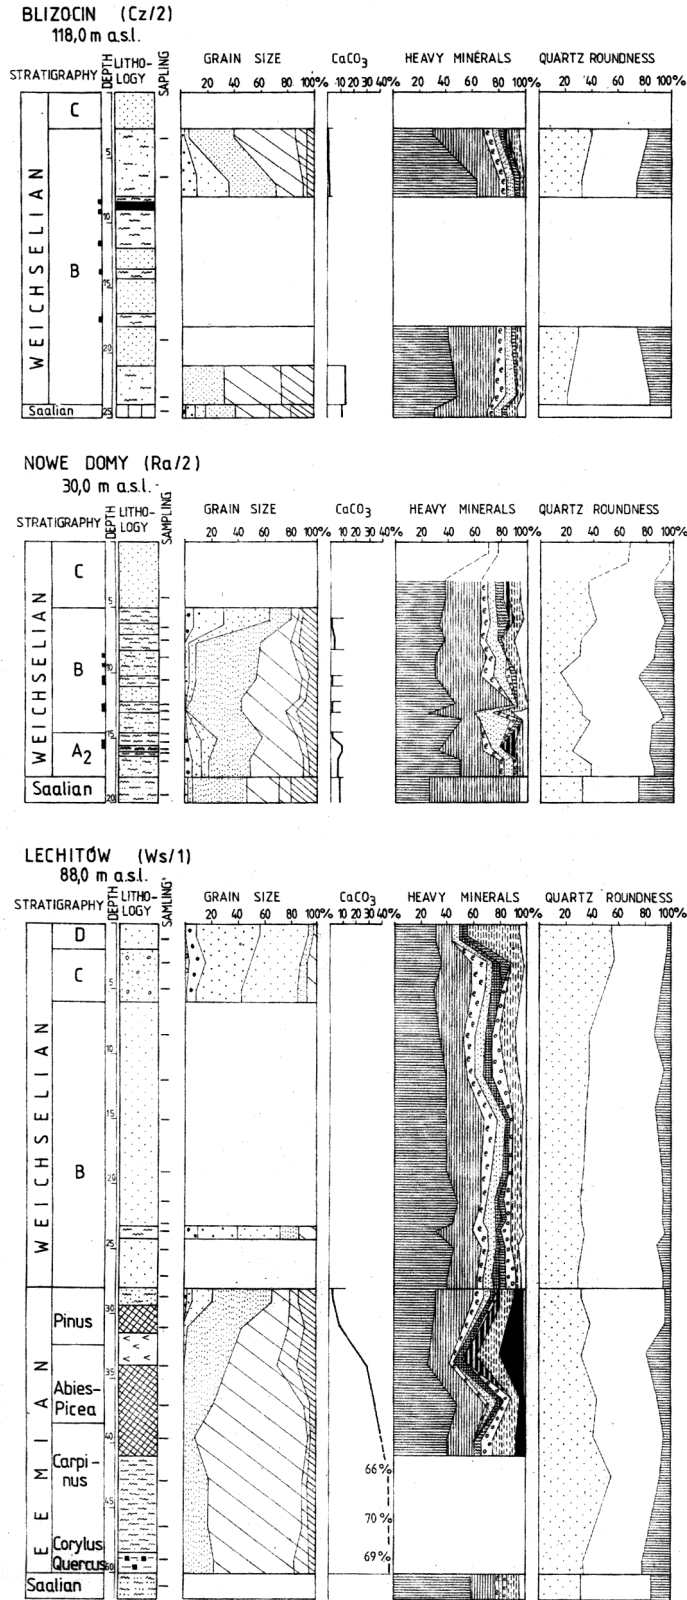 BLIZOCIN (Cz/2)
118,0 m a.s.l.
STRATIGRAPHY DEPTH LITHO-LOGY SAPLING GRAIN SIZE CaCO3 HEAVY MINERALS QUARTZ ROUNDNESS
20 40 60 80 100% 10 20 30 40% 20 40 60 80 100% 20 40 60 80 100%
WEICHSELIAN
C
B
Saalian
5
10
15
20
25
NOWE DOMY (Ra/2)
30,0 m a.s.l.
STRATIGRAPHY DEPTH LITHO-LOGY SAMPLING GRAIN SIZE CaCO3 HEAVY MINERALS QUARTZ ROUNDNESS
20 40 60 80 100% 10 20 30 40% 20 40 60 80 100% 20 40 60 80 100%
WEICHSELIAN
C
B
A2
Saalian
5
10
15
20
LECHITÓW (Ws/1)
88,0 m a.s.l.
STRATIGRAPHY DEPTH LITHO-LOGY SAMLING GRAIN SIZE CaCO3 HEAVY MINERALS QUARTZ ROUNDNESS
20 40 60 80 100% 10 20 30 40% 20 40 60 80 100% 20 40 60 80 100%
WEICHSELIAN
D
C
B
EEMIAN
Pinus
Abies-
Picea
Carpi-
nus
Corylus
Quercus
Saalian
5
10
15
20
25
30
35
40
45
50
66%
70%
69%